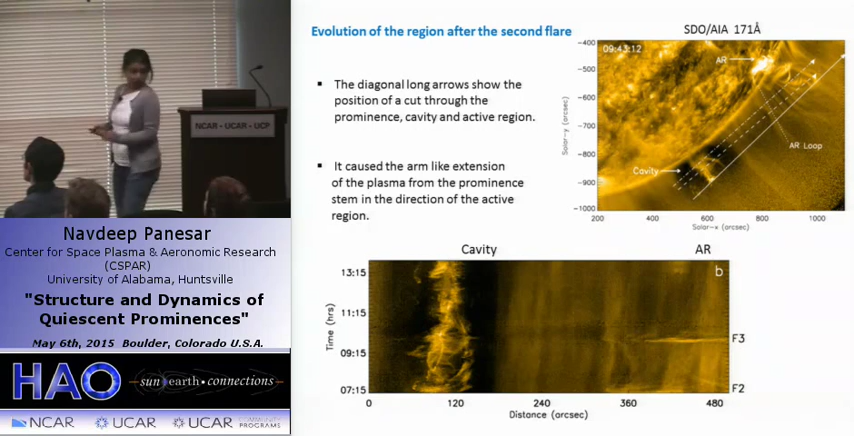 NCAR - UCAR - UCP
Navdeep Panesar
Center for Space Plasma & Aeronomic Research
(CSPAR)
University of Alabama, Huntsville
"Structure and Dynamics of
Quiescent Prominences"
May 6th, 2015 Boulder, Colorado U.S.A.
HAO
sun earth connections
NCAR
UCAR
UCAR COMMUNITY
PROGRAMS
Evolution of the region after the second flare
▪ The diagonal long arrows show the
position of a cut through the
prominence, cavity and active region.
▪ It caused the arm like extension
of the plasma from the prominence
stem in the direction of the active
region.
SDO/AIA 171Å
09:43:12
AR
AR Loop
Cavity
Solar-y (arcsec)
-400
-500
-600
-700
-800
-900
-1000
200 400 600 800 1000
Solar-x (arcsec)
Cavity AR
b
Time (hrs)
13:15
11:15
09:15
07:15
F3
F2
0 120 240 360 480
Distance (arcsec)